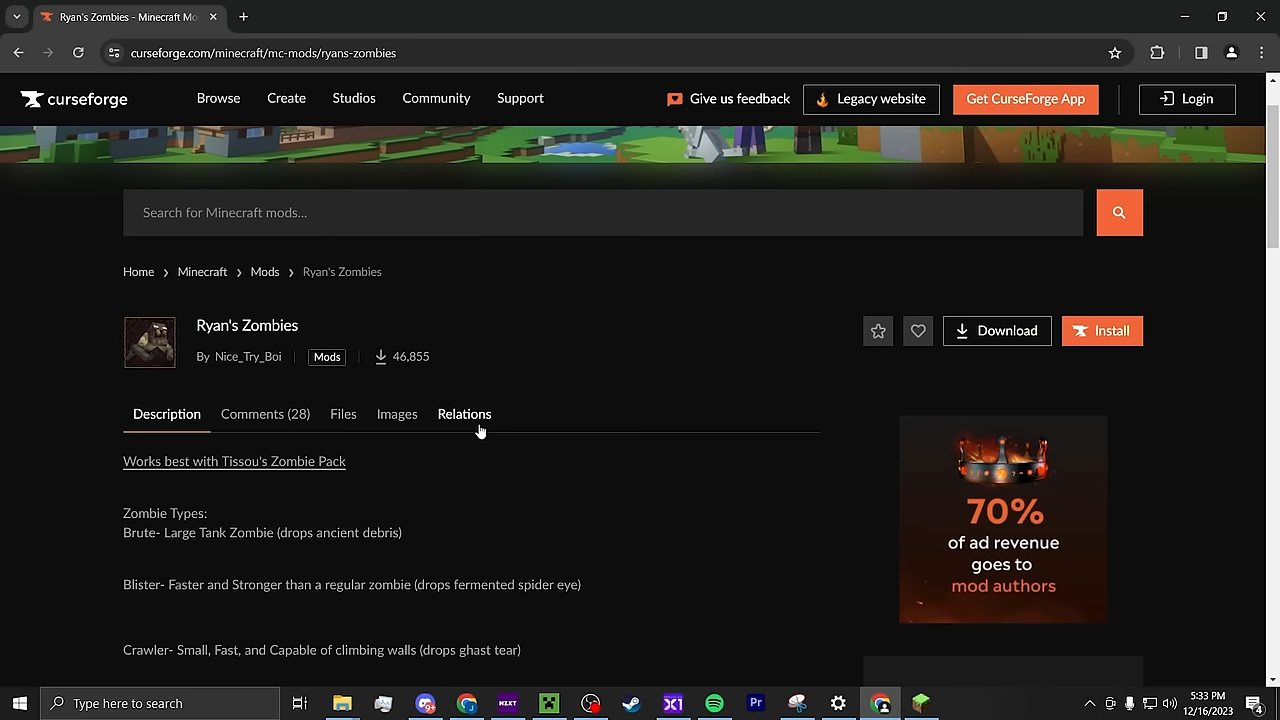 Ryan's Zombies - Minecraft Mo
curseforge.com/minecraft/mc-mods/ryans-zombies
curseforge
Browse
Create
Studios
Community
Support
Give us feedback
Legacy website
Get CurseForge App
Login
Search for Minecraft mods...
Home
Minecraft
Mods
Ryan's Zombies
Ryan's Zombies
By Nice_Try_Boi
Mods
46,855
Download
Install
Description
Comments (28)
Files
Images
Relations
Works best with Tissou's Zombie Pack
Zombie Types:
Brute- Large Tank Zombie (drops ancient debris)
Blister- Faster and Stronger than a regular zombie (drops fermented spider eye)
Crawler- Small, Fast, and Capable of climbing walls (drops ghast tear)
70%
of ad revenue
goes to
mod authors
Type here to search
NZXT
X1
Pr
5:33 PM
12/16/2023